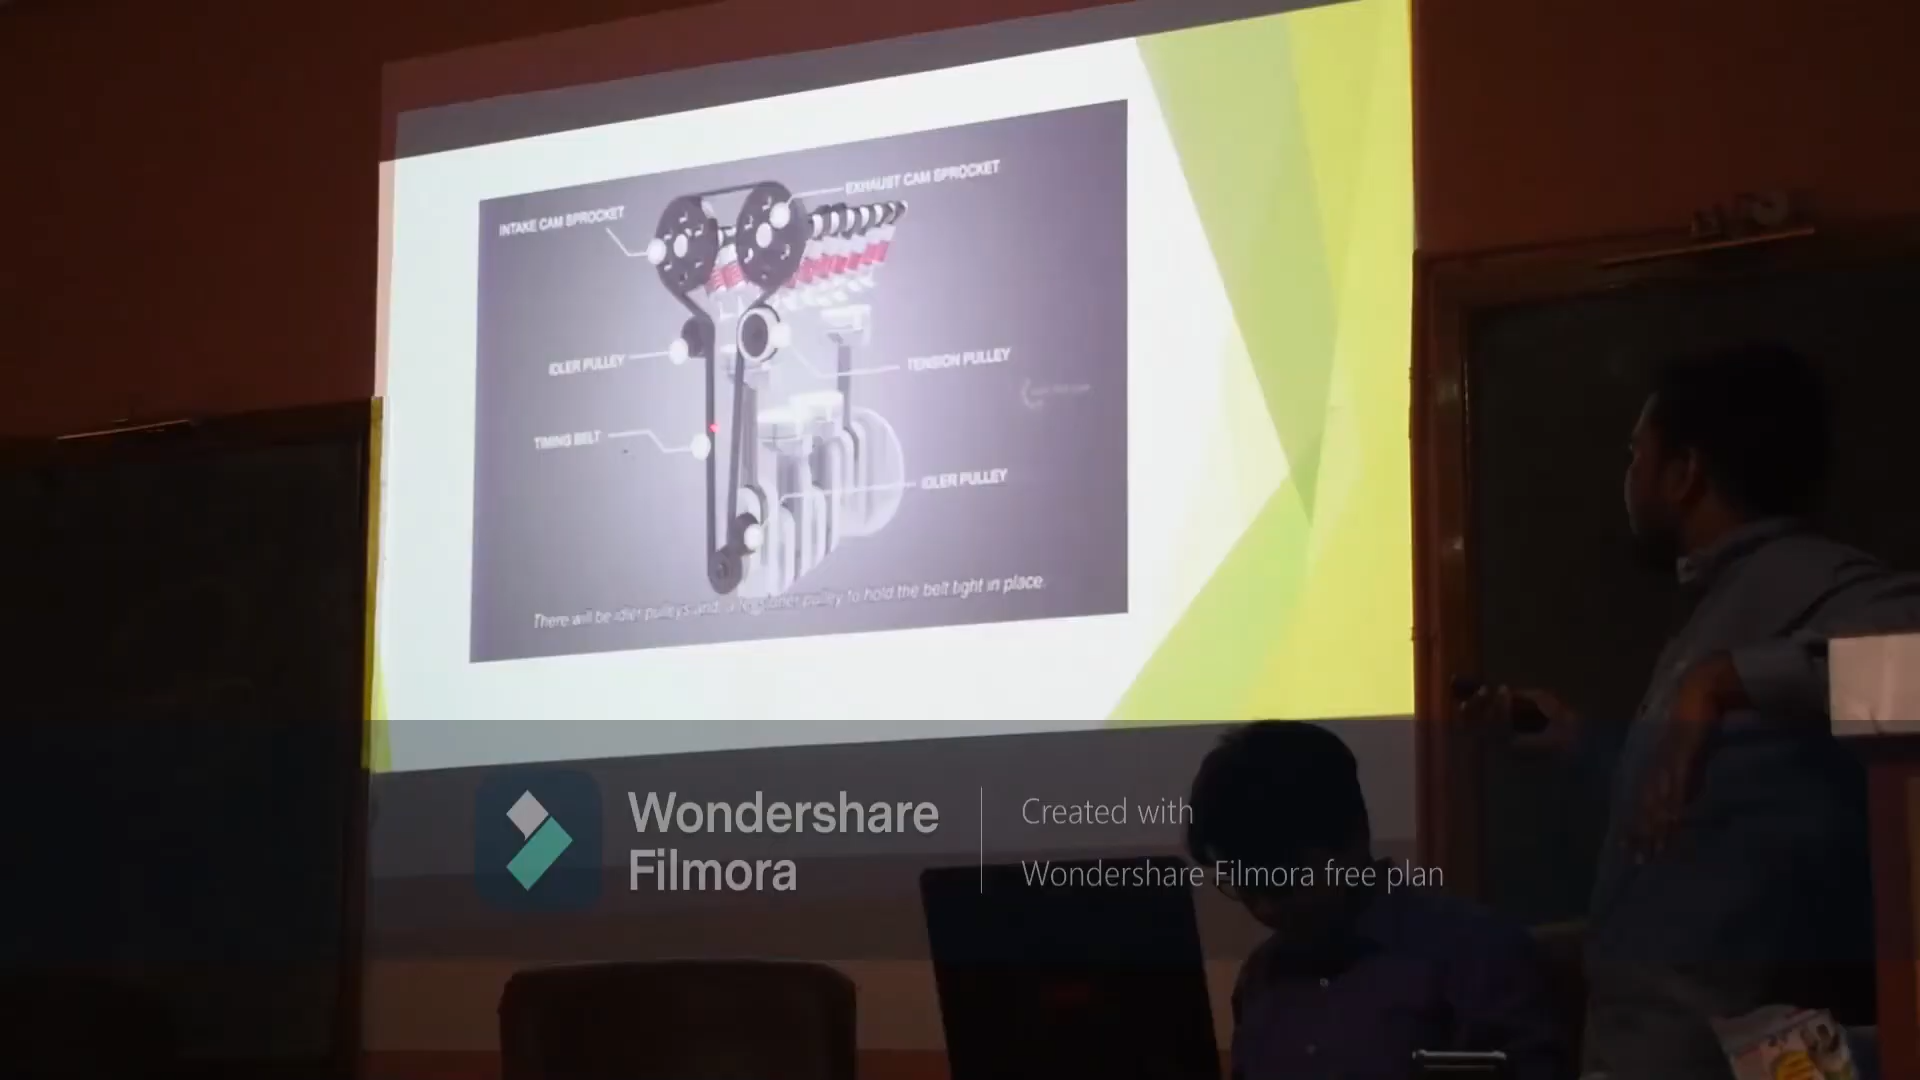 EXHAUST CAM SPROCKET
INTAKE CAM SPROCKET
IDLER PULLEY
TENSION PULLEY
TIMING BELT
IDLER PULLEY
There will be idler pulleys and a tensioner pulley to hold the belt tight in place.
Wondershare
Filmora
Created with
Wondershare Filmora free plan